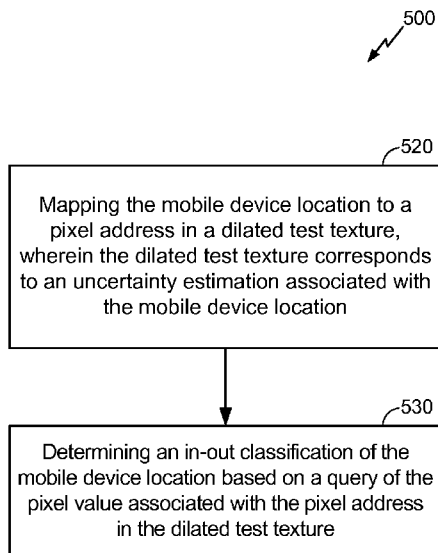 500
520
Mapping the mobile device location to a
pixel address in a dilated test texture,
wherein the dilated test texture corresponds
to an uncertainty estimation associated with
the mobile device location
530
Determining an in-out classification of the
mobile device location based on a query of the
pixel value associated with the pixel address
in the dilated test texture